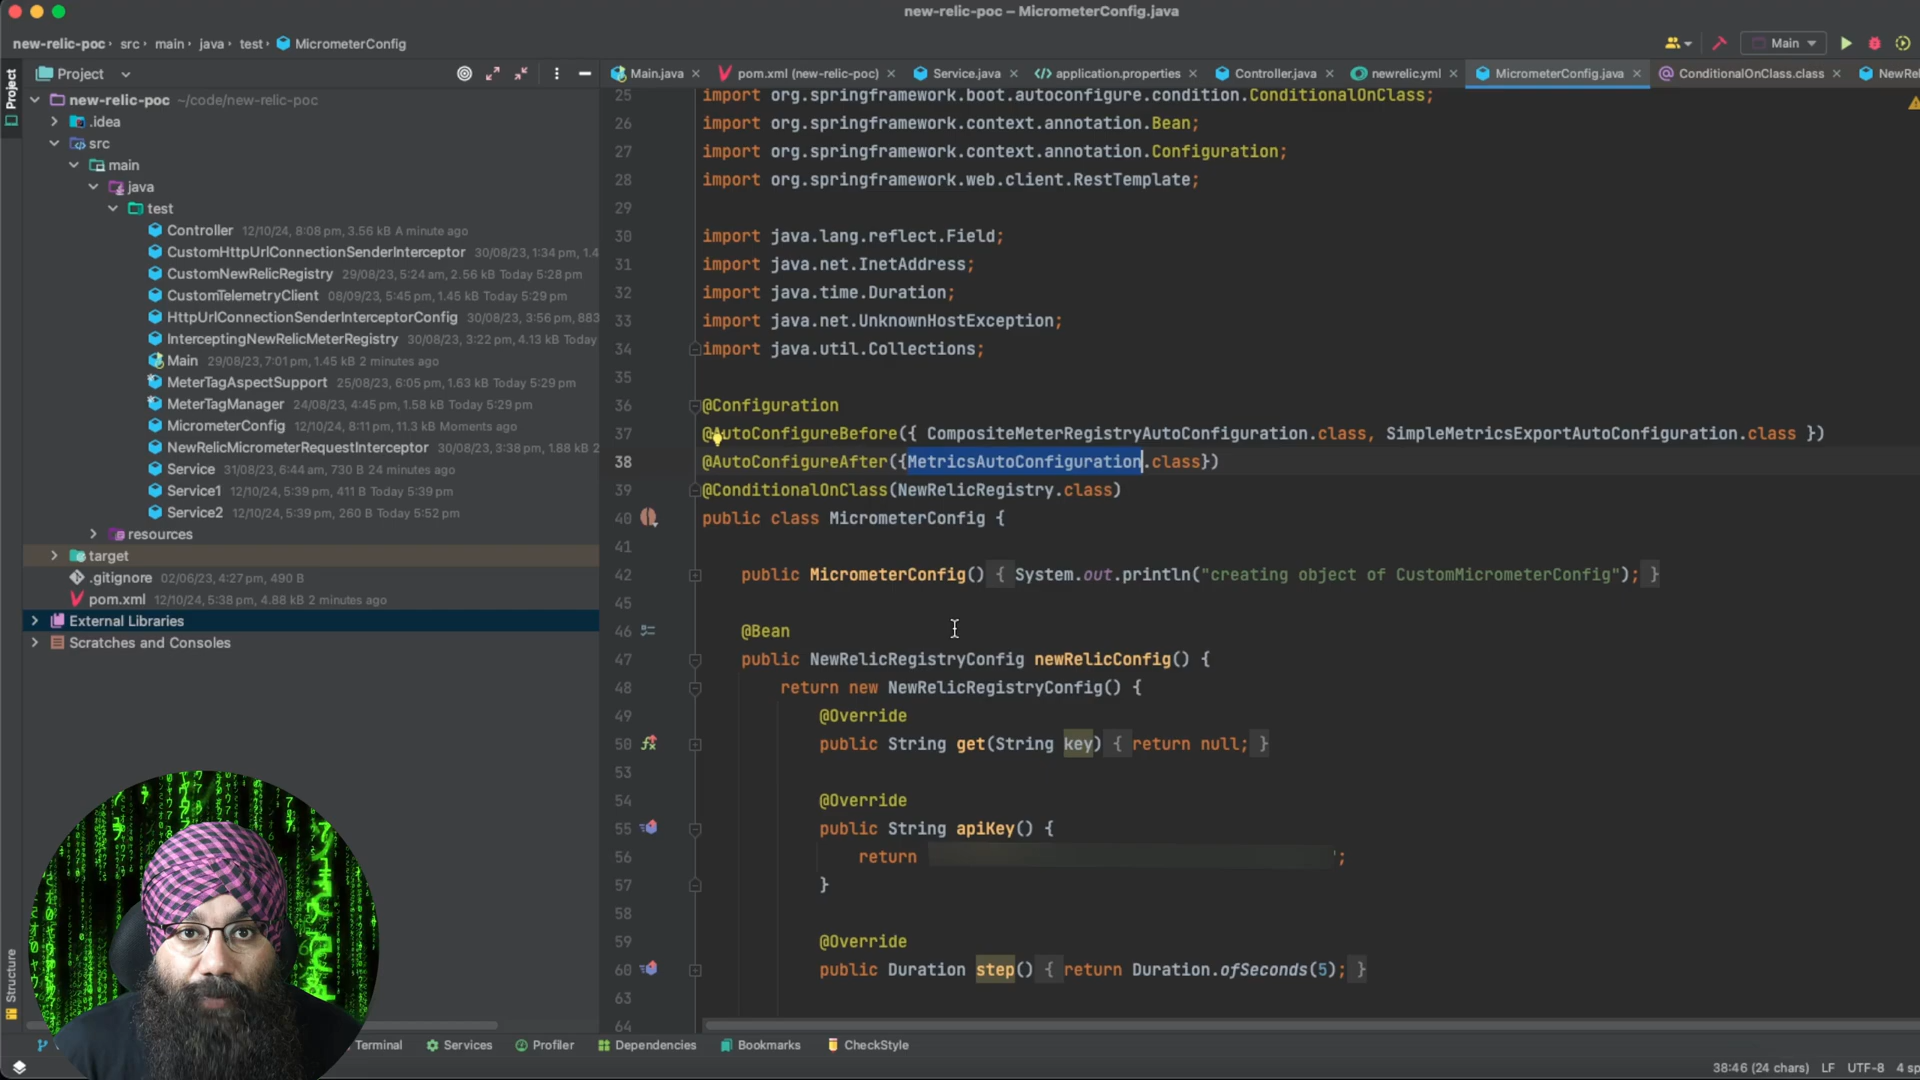 new-relic-poc – MicrometerConfig.java
new-relic-poc › src › main › java › test › MicrometerConfig
Main
Project
Project
Main.java
pom.xml (new-relic-poc)
Service.java
application.properties
Controller.java
newrelic.yml
MicrometerConfig.java
ConditionalOnClass.class
NewRel
new-relic-poc ~/code/new-relic-poc
.idea
src
main
java
test
Controller 12/10/24, 8:08 pm, 3.56 kB A minute ago
CustomHttpUrlConnectionSenderInterceptor 30/08/23, 1:34 pm, 1.4
CustomNewRelicRegistry 29/08/23, 5:24 am, 2.56 kB Today 5:28 pm
CustomTelemetryClient 08/09/23, 5:45 pm, 1.45 kB Today 5:29 pm
HttpUrlConnectionSenderInterceptorConfig 30/08/23, 3:56 pm, 883
InterceptingNewRelicMeterRegistry 30/08/23, 3:22 pm, 4.13 kB Today
Main 29/08/23, 7:01 pm, 1.45 kB 2 minutes ago
MeterTagAspectSupport 25/08/23, 6:05 pm, 1.63 kB Today 5:29 pm
MeterTagManager 24/08/23, 4:45 pm, 1.58 kB Today 5:29 pm
MicrometerConfig 12/10/24, 8:11 pm, 11.3 kB Moments ago
NewRelicMicrometerRequestInterceptor 30/08/23, 3:38 pm, 1.88 k
Service 31/08/23, 6:44 am, 730 B 24 minutes ago
Service1 12/10/24, 5:39 pm, 411 B Today 5:39 pm
Service2 12/10/24, 5:39 pm, 260 B Today 5:52 pm
resources
target
.gitignore 02/06/23, 4:27 pm, 490 B
pom.xml 12/10/24, 5:38 pm, 4.88 kB 2 minutes ago
External Libraries
Scratches and Consoles
25 import org.springframework.boot.autoconfigure.condition.ConditionalOnClass;
26 import org.springframework.context.annotation.Bean;
27 import org.springframework.context.annotation.Configuration;
28 import org.springframework.web.client.RestTemplate;
29
30 import java.lang.reflect.Field;
31 import java.net.InetAddress;
32 import java.time.Duration;
33 import java.net.UnknownHostException;
34 import java.util.Collections;
35
36 @Configuration
37 @AutoConfigureBefore({ CompositeMeterRegistryAutoConfiguration.class, SimpleMetricsExportAutoConfiguration.class })
38 @AutoConfigureAfter({MetricsAutoConfiguration.class})
39 @ConditionalOnClass(NewRelicRegistry.class)
40 public class MicrometerConfig {
41
42 public MicrometerConfig() { System.out.println("creating object of CustomMicrometerConfig"); }
45
46 @Bean
47 public NewRelicRegistryConfig newRelicConfig() {
48 return new NewRelicRegistryConfig() {
49 @Override
50 public String get(String key) { return null; }
53
54 @Override
55 public String apiKey() {
56 return ";
57 }
58
59 @Override
60 public Duration step() { return Duration.ofSeconds(5); }
63
64
Structure
Terminal
Services
Profiler
Dependencies
Bookmarks
CheckStyle
38:46 (24 chars) LF UTF-8 4 sp